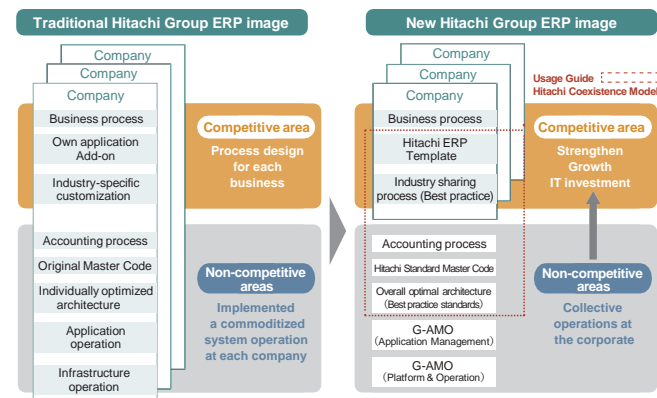 Traditional Hitachi Group ERP image
Company
Company
Company
Business process
Own application
Add-on
Industry-specific
customization
Accounting process
Original Master Code
Individually optimized
architecture
Application
operation
Infrastructure
operation
Competitive area
Process design
for each
business
Non-competitive
areas
Implemented
a commoditized
system operation
at each company
New Hitachi Group ERP image
Company
Company
Company
Usage Guide
Hitachi Coexistence Model
Business process
Hitachi ERP
Template
Industry sharing
process (Best practice)
Accounting process
Hitachi Standard Master Code
Overall optimal architecture
(Best practice standards)
G-AMO
(Application Management)
G-AMO
(Platform & Operation)
Competitive area
Strengthen
Growth
IT investment
Non-competitive
areas
Collective
operations at
the corporate